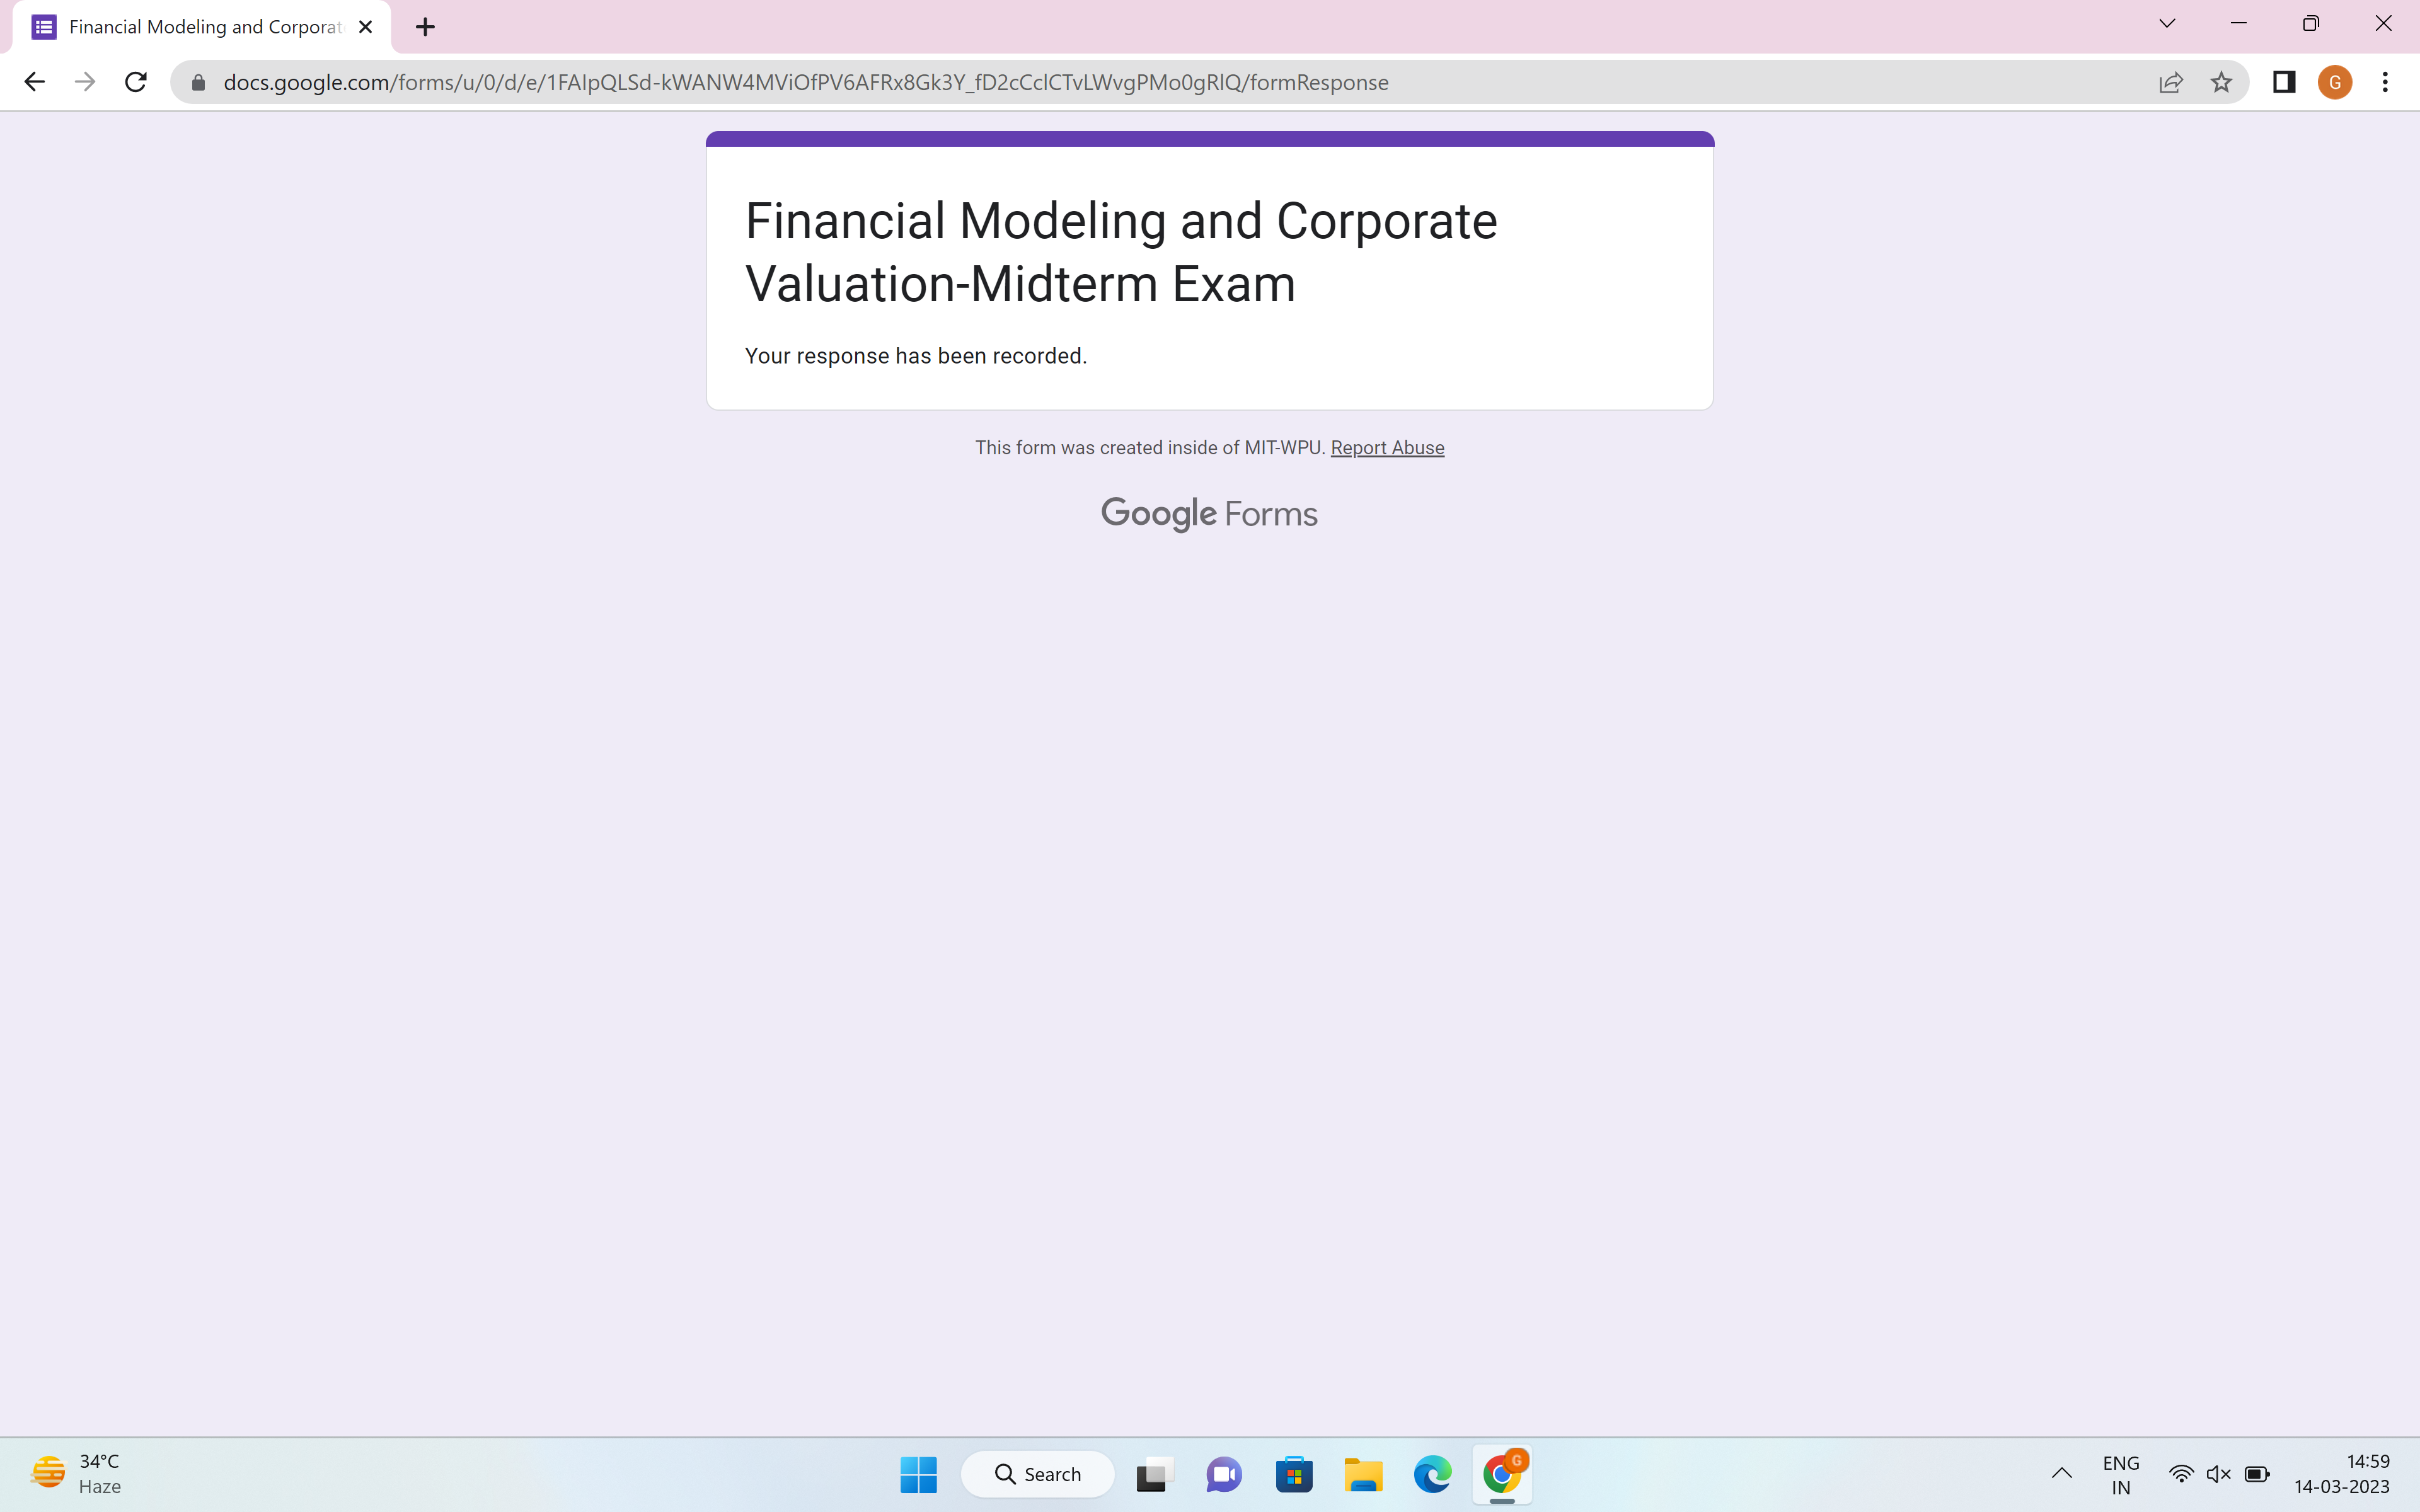 Financial Modeling and Corporat
docs.google.com/forms/u/0/d/e/1FAIpQLSd-kWANW4MViOfPV6AFRx8Gk3Y_fD2cCclCTvLWvgPMo0gRlQ/formResponse
G
Financial Modeling and Corporate
Valuation-Midterm Exam
Your response has been recorded.
This form was created inside of MIT-WPU. Report Abuse
Google Forms
34°C
Haze
Search
G
ENG
IN
14:59
14-03-2023